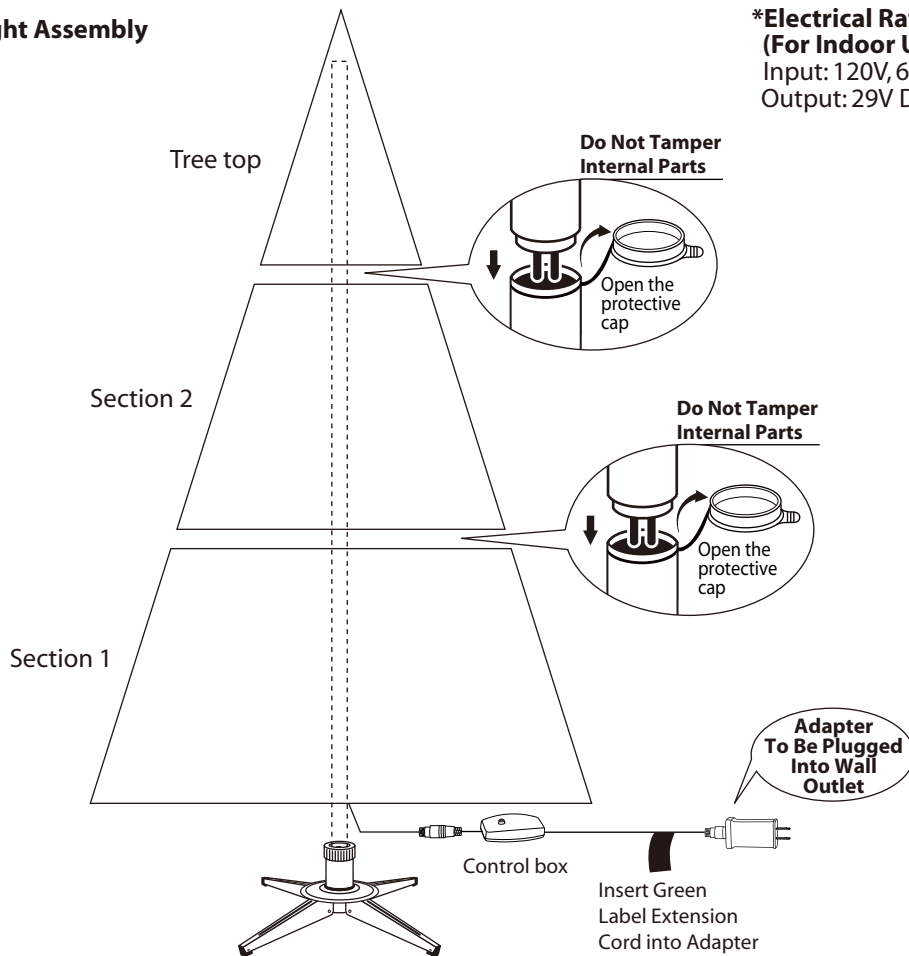 ght Assembly
*Electrical Ra
(For Indoor U
Input: 120V, 6
Output: 29V D
Tree top
Do Not Tamper
Internal Parts
Open the
protective
cap
Section 2
Do Not Tamper
Internal Parts
Open the
protective
cap
Section 1
Adapter
To Be Plugged
Into Wall
Outlet
Control box
Insert Green
Label Extension
Cord into Adapter